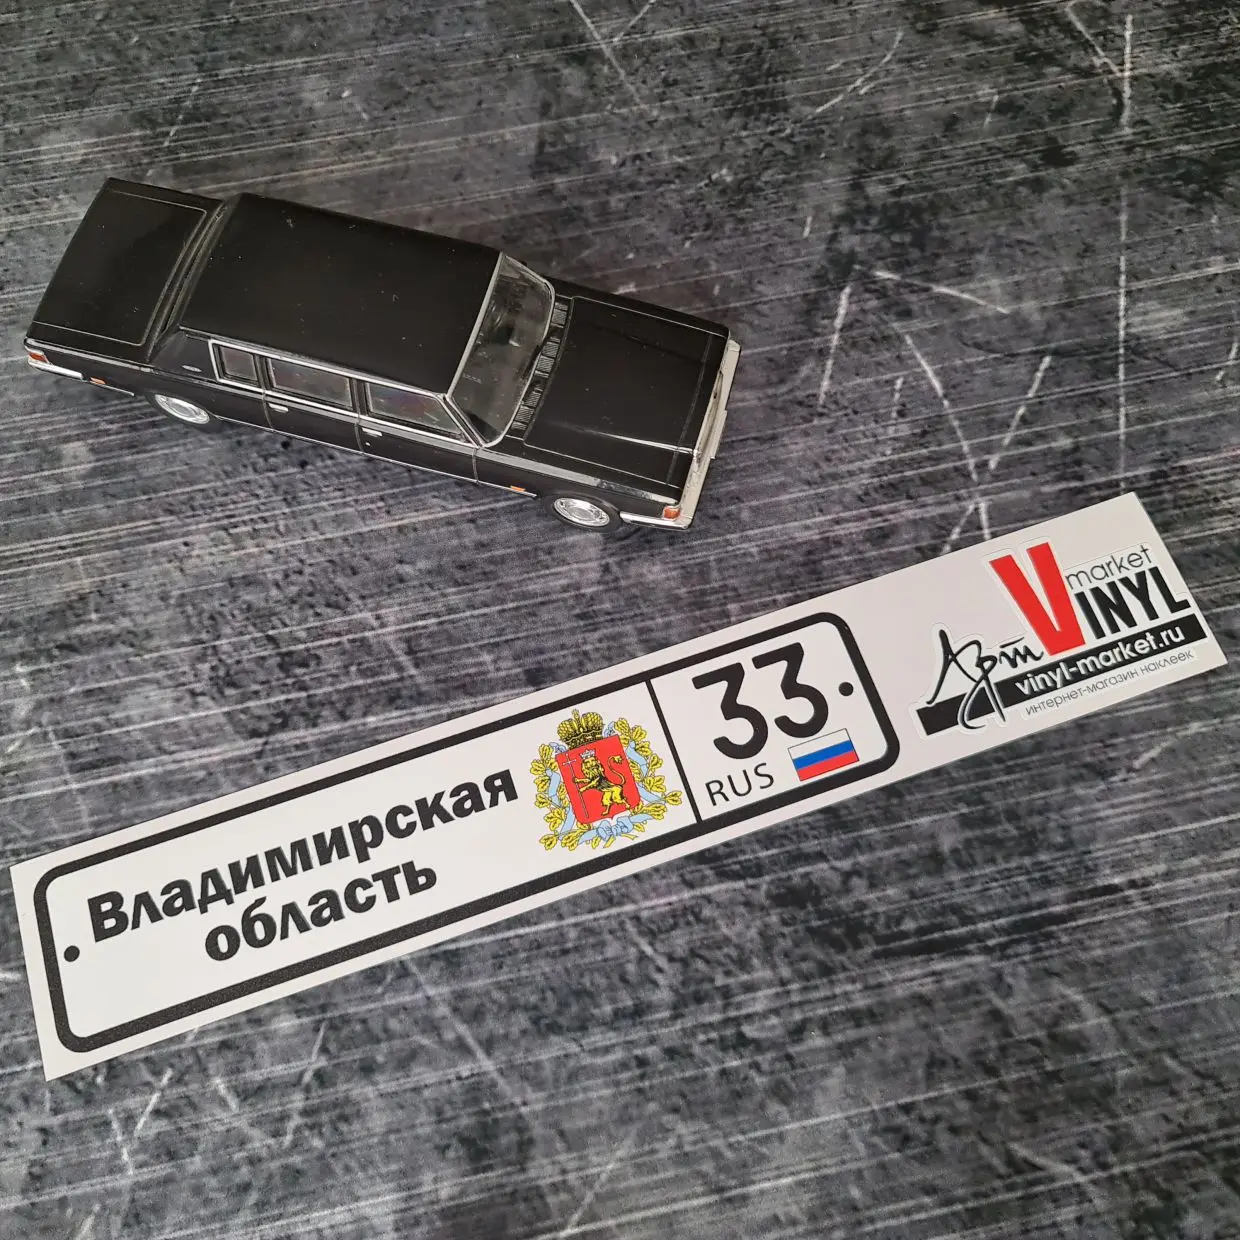 Владимирская
область
33
RUS
market
VINYL
Арт
vinyl-market.ru
интернет-магазин наклеек